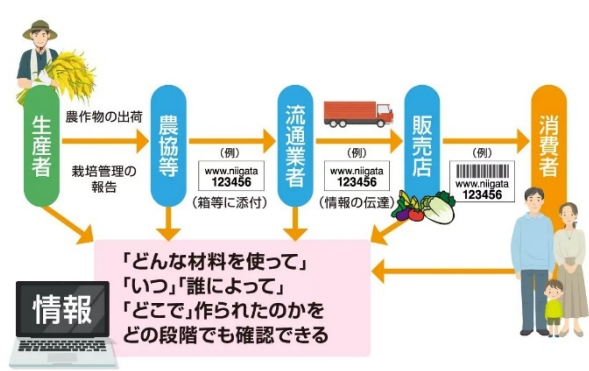 生産者
農作物の出荷
栽培管理の
報告
農協等
(例)
www.niigata
123456
(箱等に添付)
流通業者
(例)
www.niigata
123456
(情報の伝達)
販売店
(例)
www.niigata
123456
消費者
「どんな材料を使って」
「いつ」「誰によって」
「どこで」作られたのかを
どの段階でも確認できる
情報